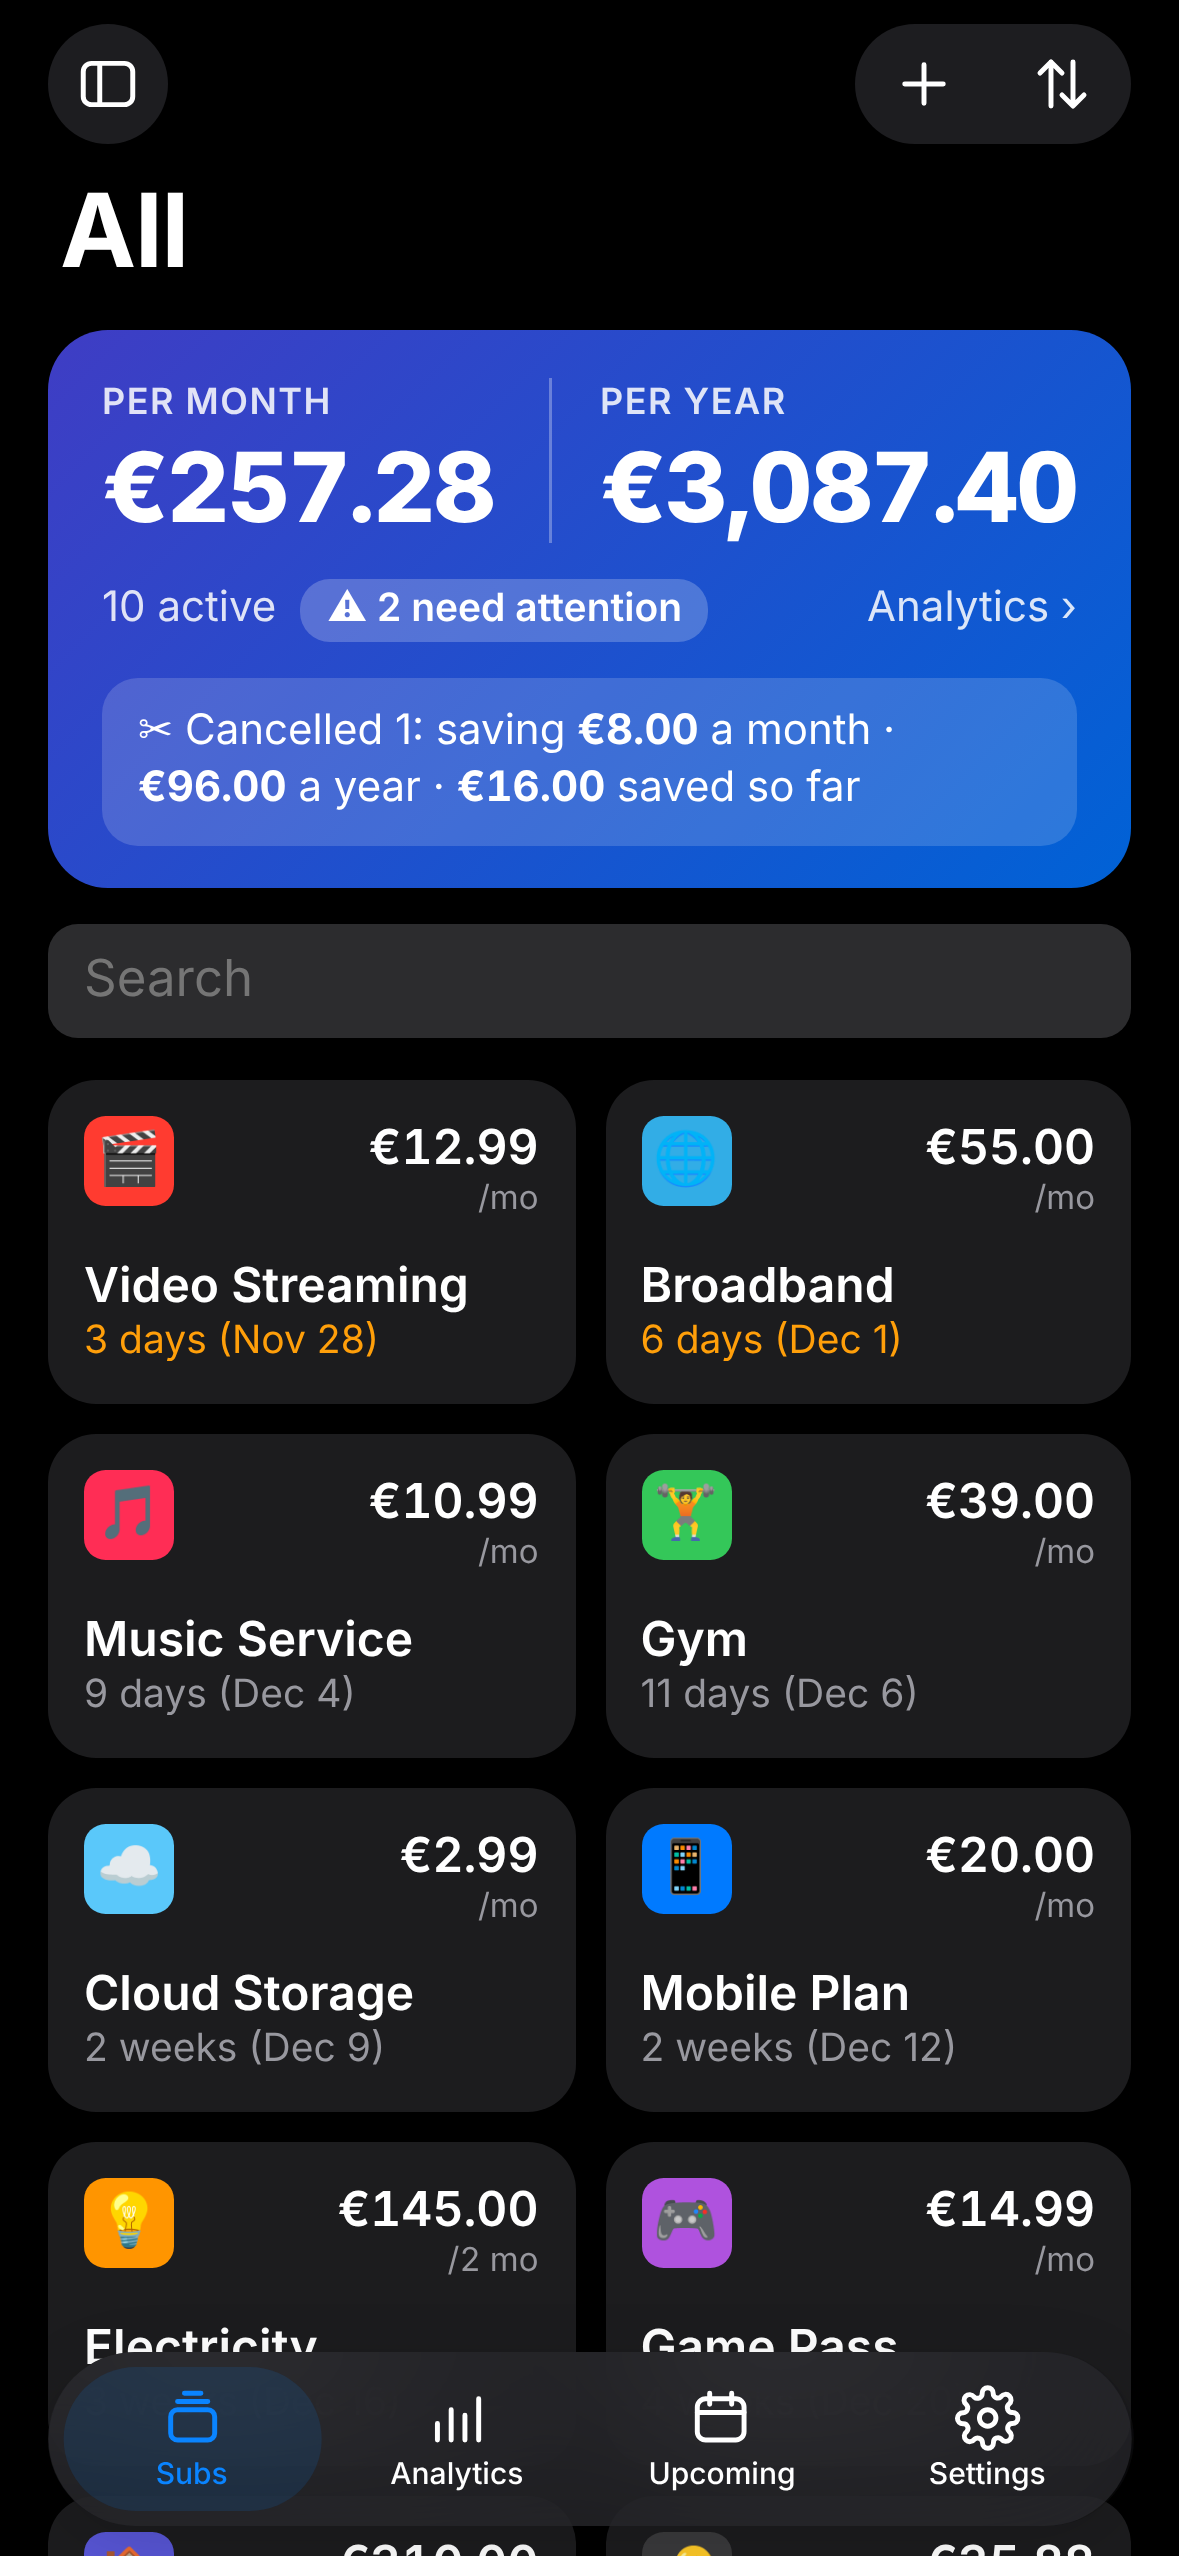 All
PER MONTH
€257.28
PER YEAR
€3,087.40
10 active
⚠ 2 need attention
Analytics ›
✂ Cancelled 1: saving €8.00 a month ·
€96.00 a year · €16.00 saved so far
Search
€12.99
/mo
Video Streaming
3 days (Nov 28)
€55.00
/mo
Broadband
6 days (Dec 1)
€10.99
/mo
Music Service
9 days (Dec 4)
€39.00
/mo
Gym
11 days (Dec 6)
€2.99
/mo
Cloud Storage
2 weeks (Dec 9)
€20.00
/mo
Mobile Plan
2 weeks (Dec 12)
€145.00
/2 mo
Electricity
€14.99
/mo
Game Pass
Subs
Analytics
Upcoming
Settings